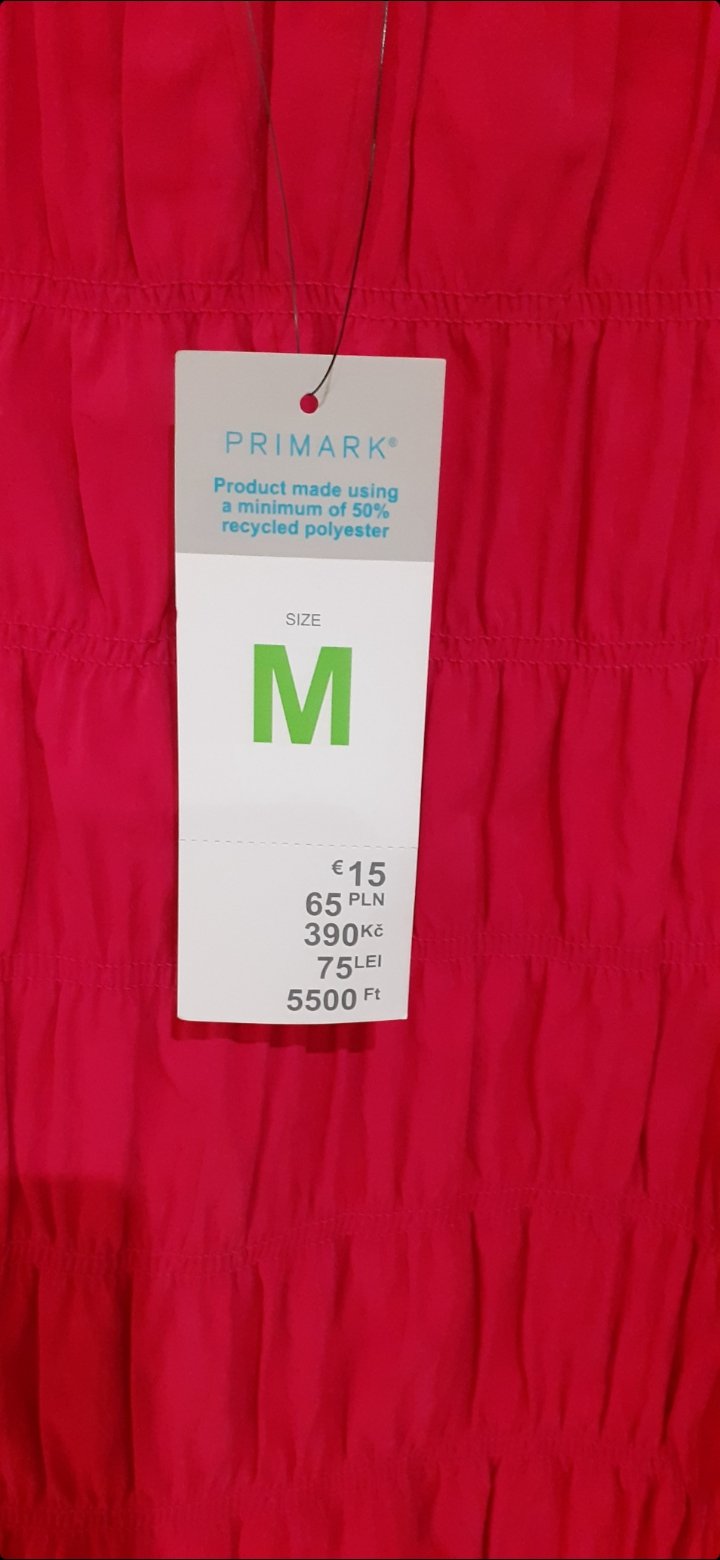 PRIMARK®
Product made using
a minimum of 50%
recycled polyester
SIZE
M
€15
65 PLN
390Kč
75LEI
5500 Ft